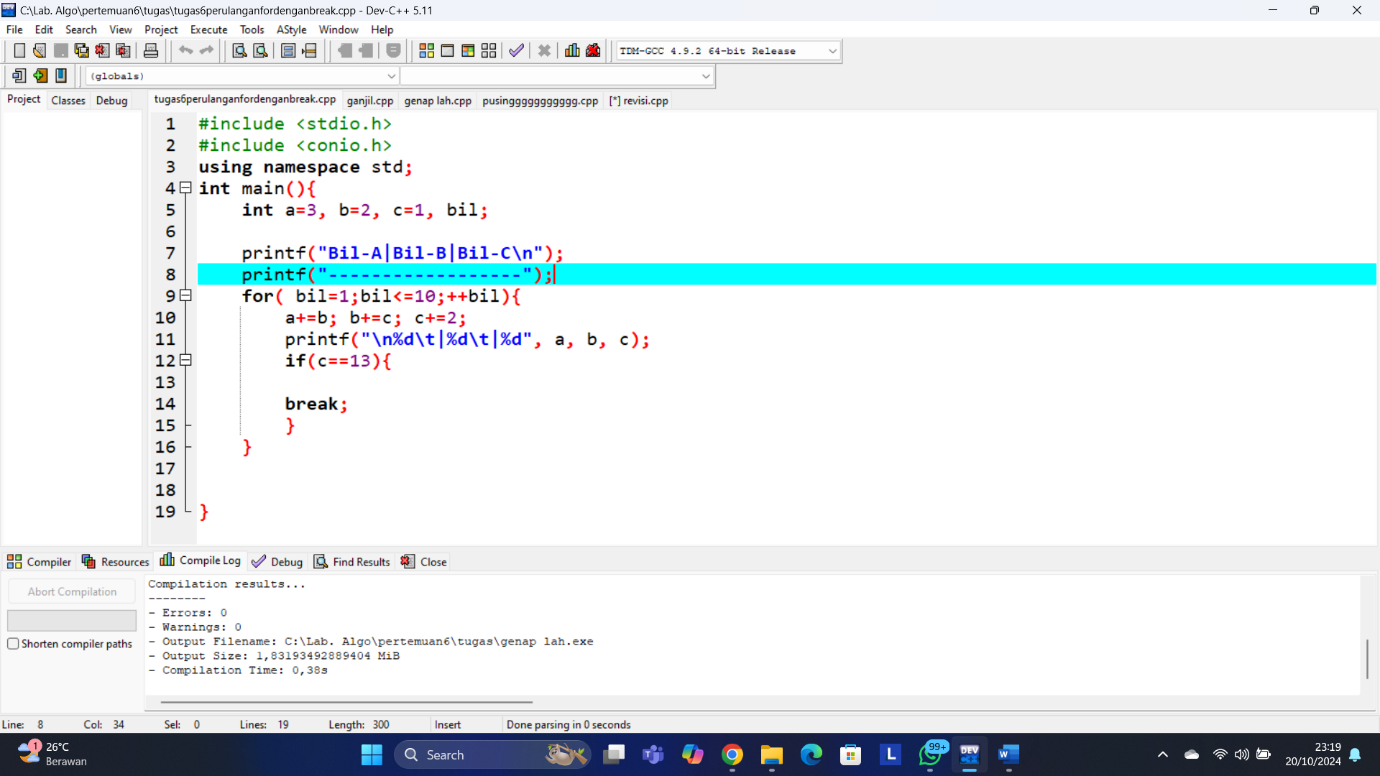 C:\Lab. Algo\pertemuan6\tugas\tugas6perulanganfordenganbreak.cpp - Dev-C++ 5.11
File Edit Search View Project Execute Tools AStyle Window Help
TDM-GCC 4.9.2 64-bit Release
(globals)
Project Classes Debug
tugas6perulanganfordenganbreak.cpp ganjil.cpp genap lah.cpp pusinggggggggggg.cpp [*] revisi.cpp
1 #include <stdio.h>
2 #include <conio.h>
3 using namespace std;
4 int main(){
5 int a=3, b=2, c=1, bil;
6
7 printf("Bil-A|Bil-B|Bil-C\n");
8 printf("------------------");
9 for( bil=1;bil<=10;++bil){
10 a+=b; b+=c; c+=2;
11 printf("\n%d\t|%d\t|%d", a, b, c);
12 if(c==13){
13
14 break;
15 }
16 }
17
18
19 }
Compiler Resources Compile Log Debug Find Results Close
Abort Compilation
Shorten compiler paths
Compilation results...
--------
- Errors: 0
- Warnings: 0
- Output Filename: C:\Lab. Algo\pertemuan6\tugas\genap lah.exe
- Output Size: 1,83193492889404 MiB
- Compilation Time: 0,38s
Line: 8 Col: 34 Sel: 0 Lines: 19 Length: 300 Insert Done parsing in 0 seconds
1
26°C
Berawan
Search
L
99+
DEV
W
23:19
20/10/2024